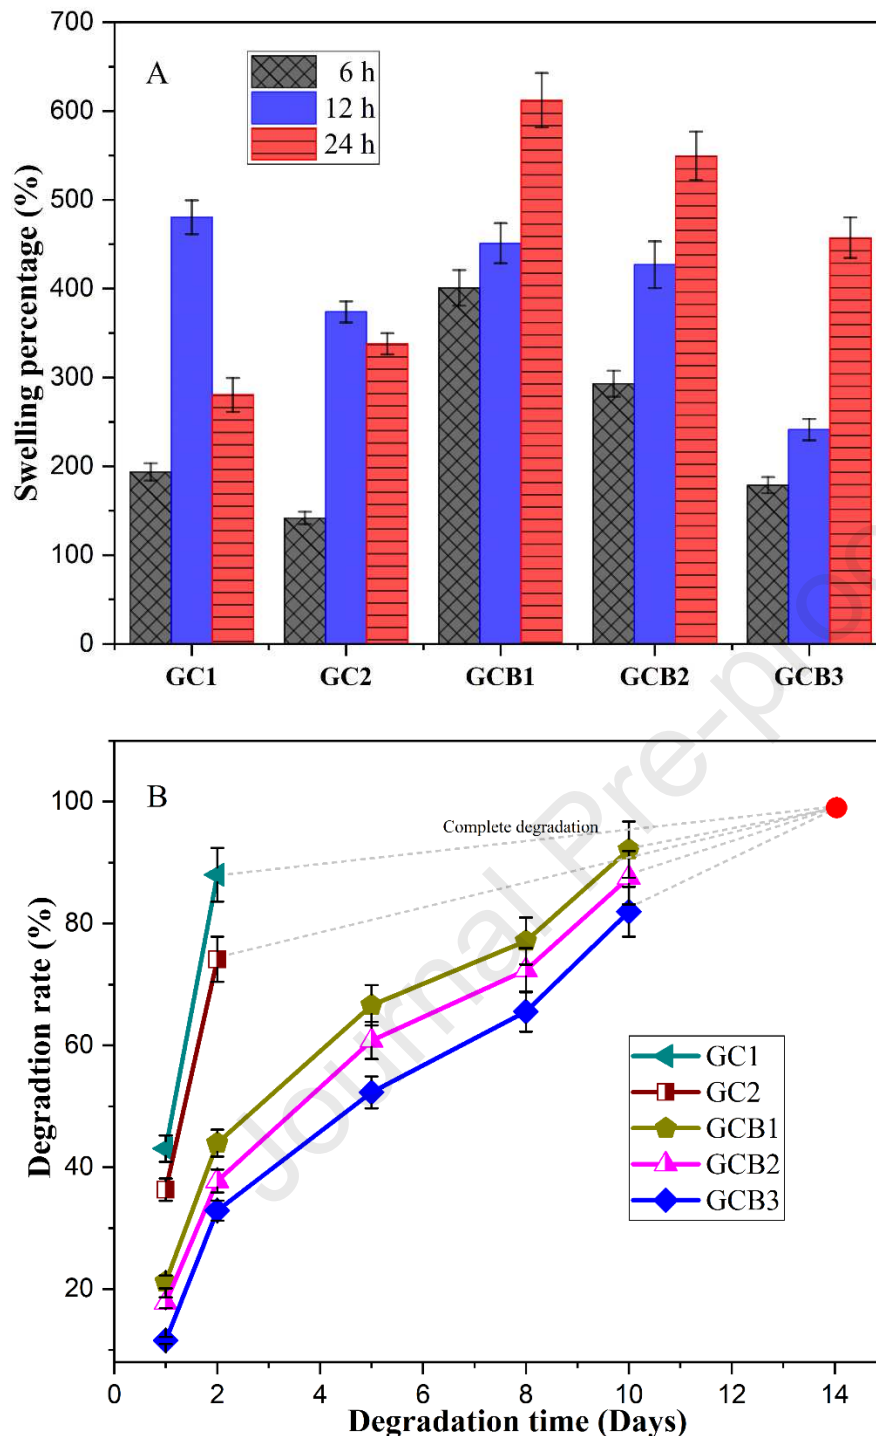 700
600
500
400
300
200
100
0
Swelling percentage (%)
A
6 h
12 h
24 h
GC1 GC2 GCB1 GCB2 GCB3
Journal Pre-proo
100
80
60
40
20
Degradtion rate (%)
B
Complete degradation
GC1
GC2
GCB1
GCB2
GCB3
0 2 4 6 8 10 12 14
Degradation time (Days)